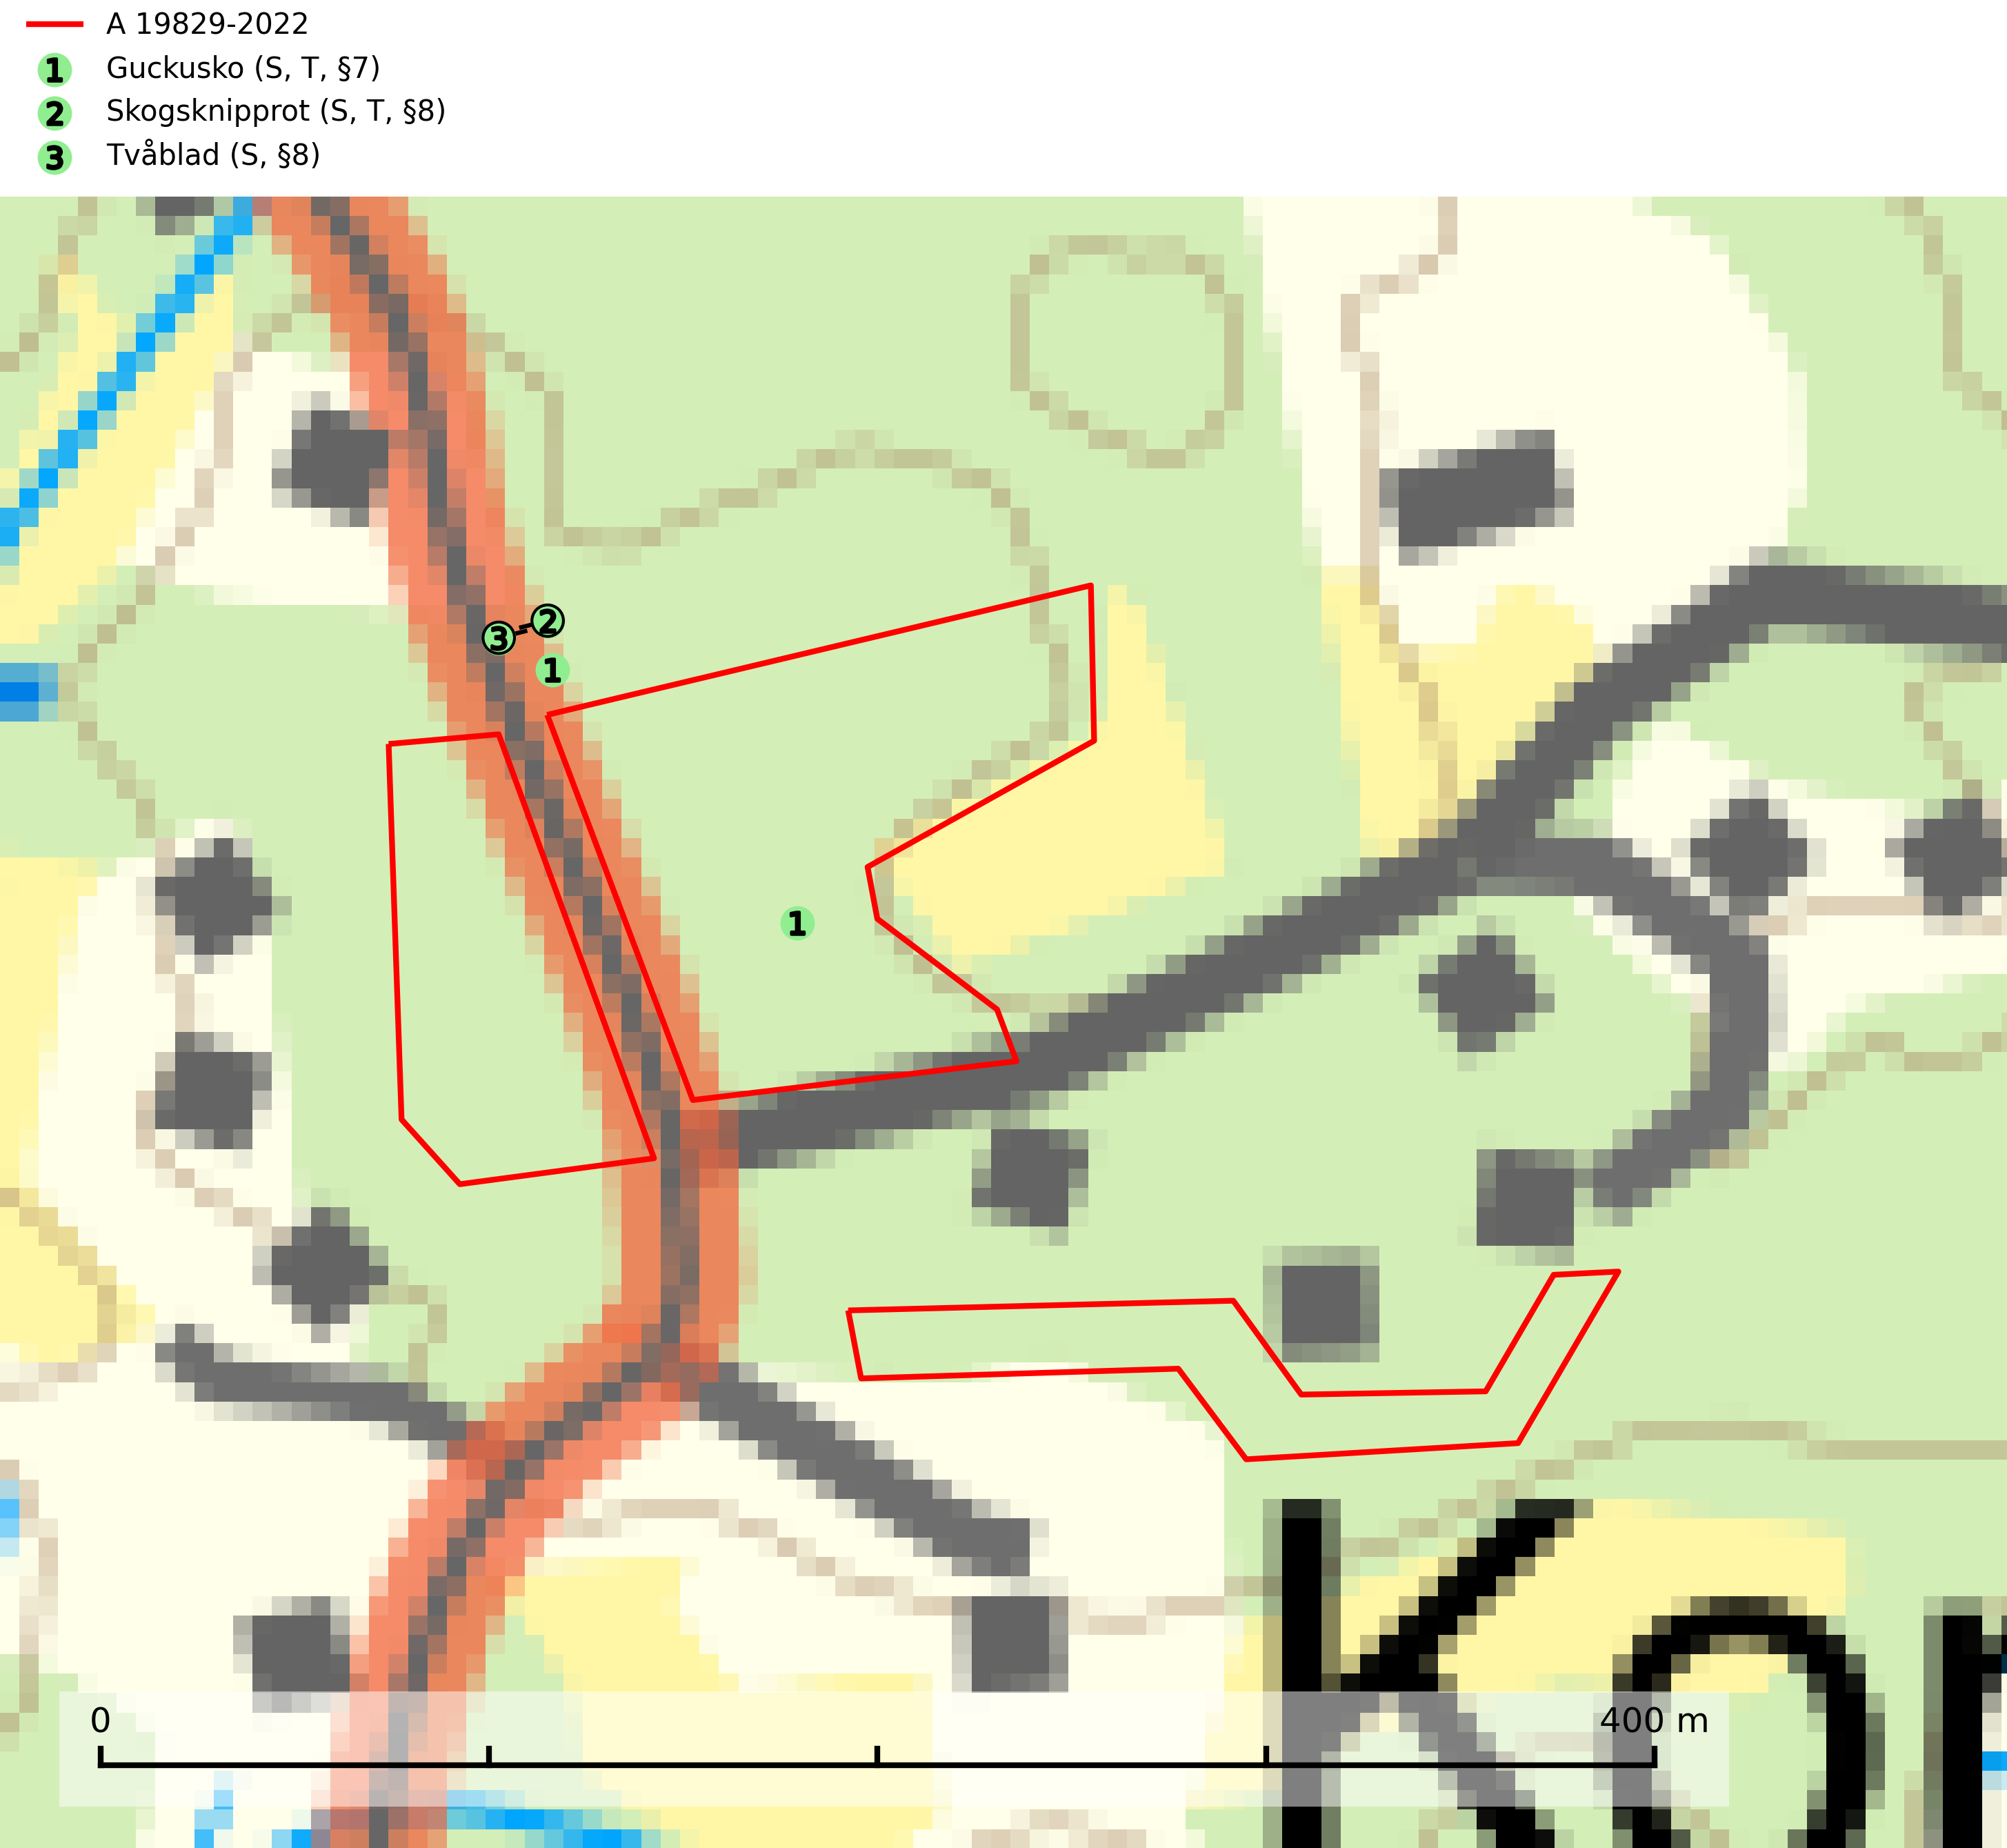 A 19829-2022
1 Guckusko (S, T, §7)
2 Skogsknipprot (S, T, §8)
3 Tvåblad (S, §8)
3 2
1
1
0 400 m